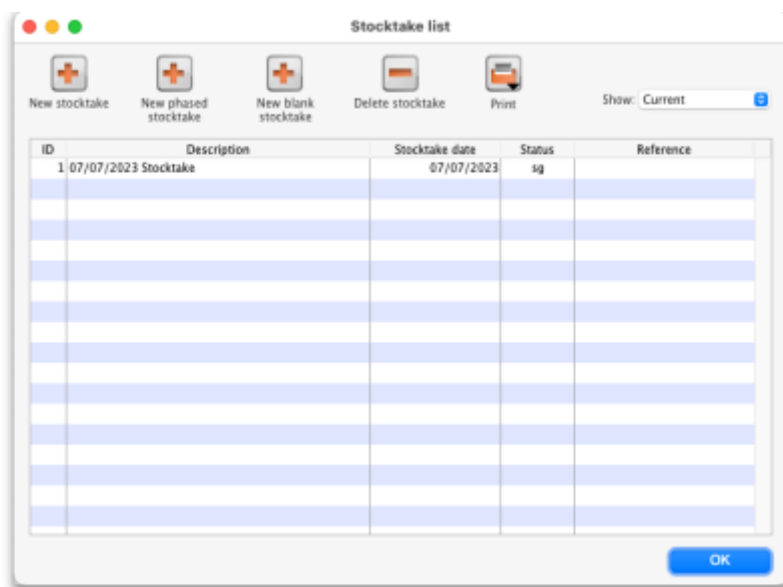 Stocktake list
New stocktake
New phased
stocktake
New blank
stocktake
Delete stocktake
Print
Show: Current
ID Description Stocktake date Status Reference
1 07/07/2023 Stocktake 07/07/2023 sg
OK